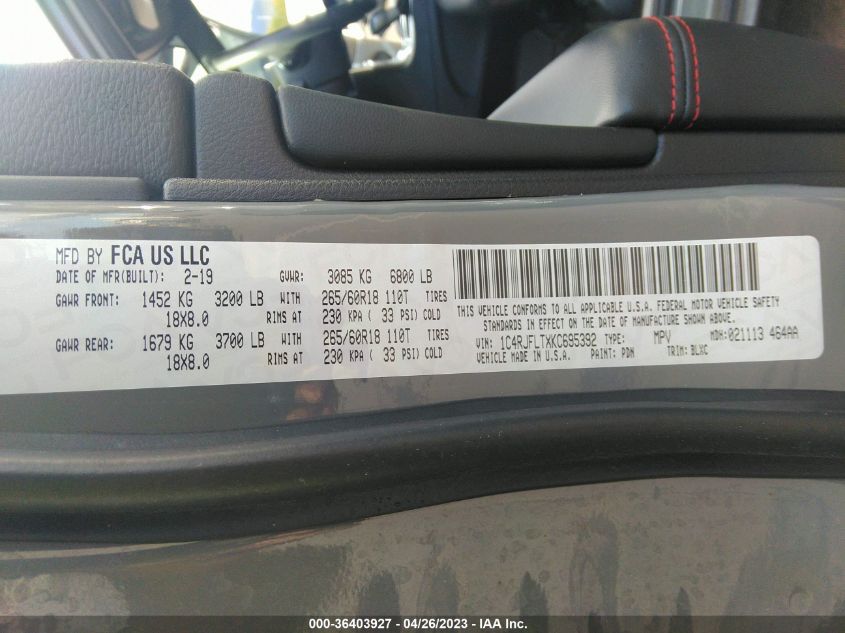 MFD BY FCA US LLC
DATE OF MFR(BUILT): 2-19 GVWR: 3085 KG 6800 LB
GAWR FRONT: 1452 KG 3200 LB WITH 265/60R18 110T TIRES
18X8.0 RIMS AT 230 KPA ( 33 PSI) COLD
GAWR REAR: 1679 KG 3700 LB WITH 265/60R18 110T TIRES
18X8.0 RIMS AT 230 KPA ( 33 PSI) COLD
THIS VEHICLE CONFORMS TO ALL APPLICABLE U.S.A. FEDERAL MOTOR VEHICLE SAFETY
STANDARDS IN EFFECT ON THE DATE OF MANUFACTURE SHOWN ABOVE.
VIN: 1C4RJFLTXKC695392 TYPE: MPV MDH:021113 464AA
VEHICLE MADE IN U.S.A. PAINT: PDN TRIM: BLXC
000-36403927 - 04/26/2023 - IAA Inc.